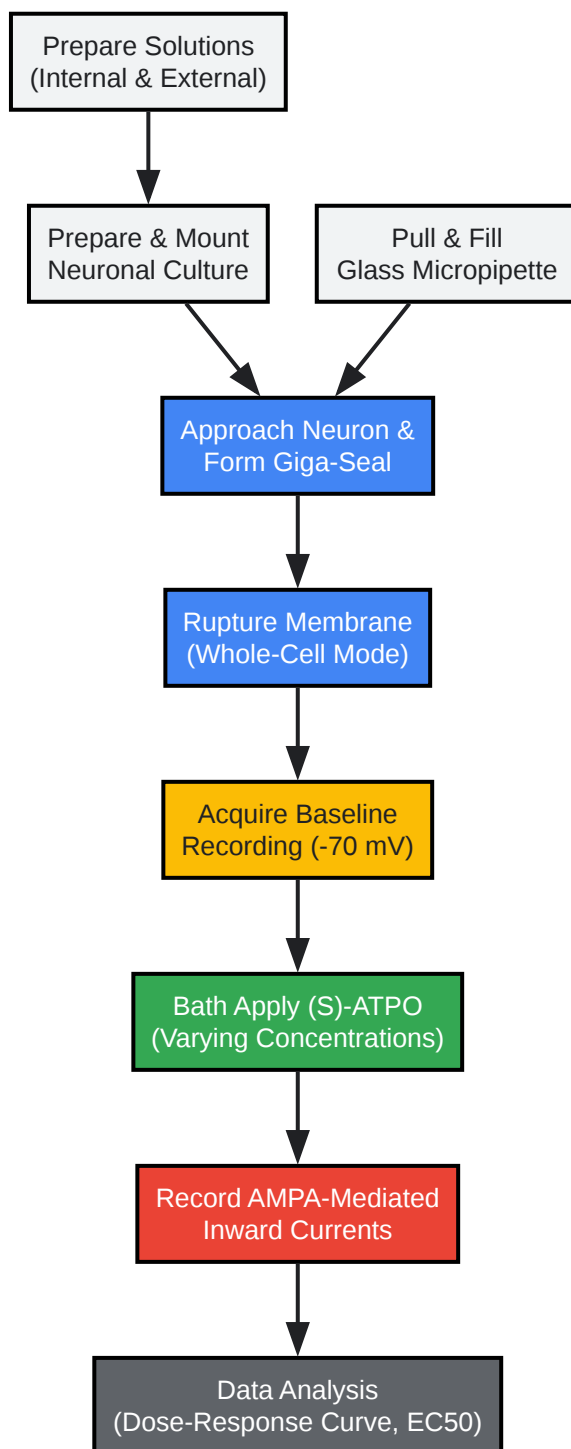 Prepare Solutions
(Internal & External)
Prepare & Mount
Neuronal Culture
Pull & Fill
Glass Micropipette
Approach Neuron &
Form Giga-Seal
Rupture Membrane
(Whole-Cell Mode)
Acquire Baseline
Recording (-70 mV)
Bath Apply (S)-ATPO
(Varying Concentrations)
Record AMPA-Mediated
Inward Currents
Data Analysis
(Dose-Response Curve, EC50)